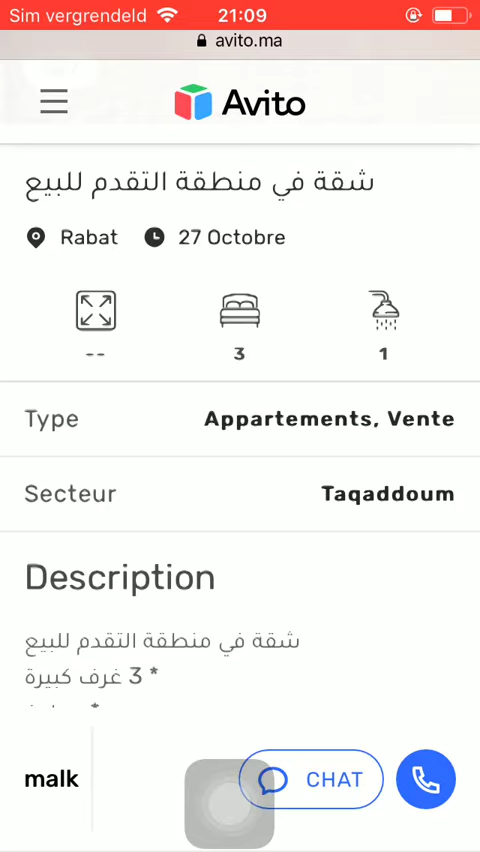 Sim vergrendeld 21:09
avito.ma
Avito
شقة في منطقة التقدم للبيع
Rabat 27 Octobre
-- 3 1
Type Appartements, Vente
Secteur Taqaddoum
Description
شقة في منطقة التقدم للبيع
* 3 غرف كبيرة
malk CHAT